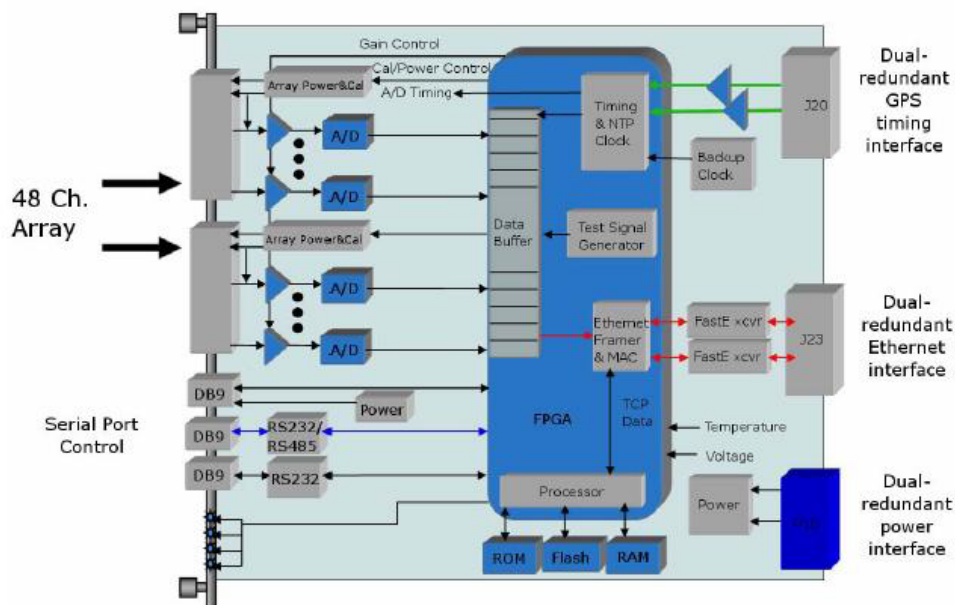 Gain Control
Cal/Power Control
Array Power&Cal
A/D Timing
A/D
A/D
48 Ch.
Array
Array Power&Cal
A/D
A/D
Data
Buffer
Timing
& NTP
Clock
Backup
Clock
Test Signal
Generator
J20
Dual-
redundant
GPS
timing
interface
Ethernet
Framer
& MAC
FastE xcvr
FastE xcvr
J23
Dual-
redundant
Ethernet
interface
DB9
Power
Serial Port
Control
DB9
RS232/
RS485
DB9
RS232
FPGA
TCP
Data
Temperature
Voltage
Processor
ROM
Flash
RAM
Power
Dual-
redundant
power
interface